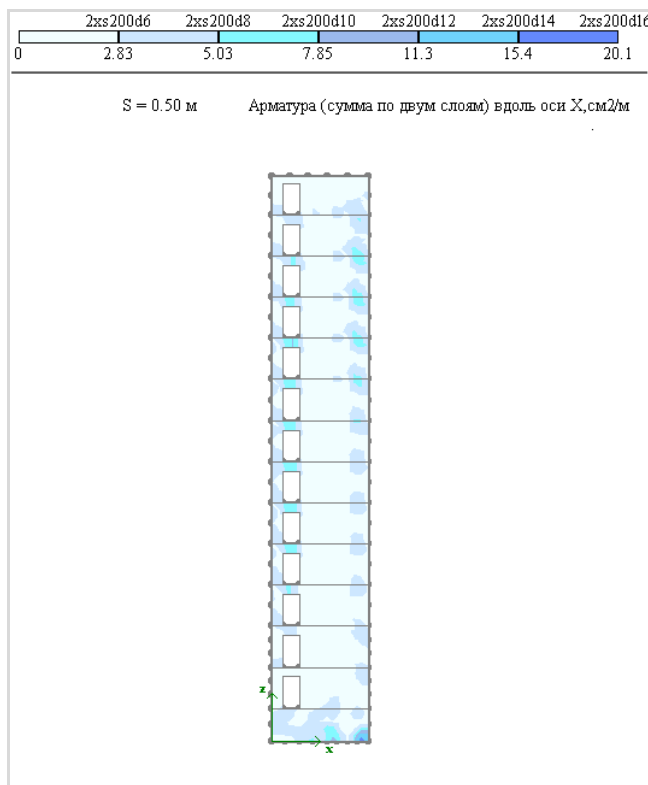 2xs200d6 2xs200d8 2xs200d10 2xs200d12 2xs200d14 2xs200d16
0 2.83 5.03 7.85 11.3 15.4 20.1
S = 0.50 м Арматура (сумма по двум слоям) вдоль оси X,см2/м
z
x